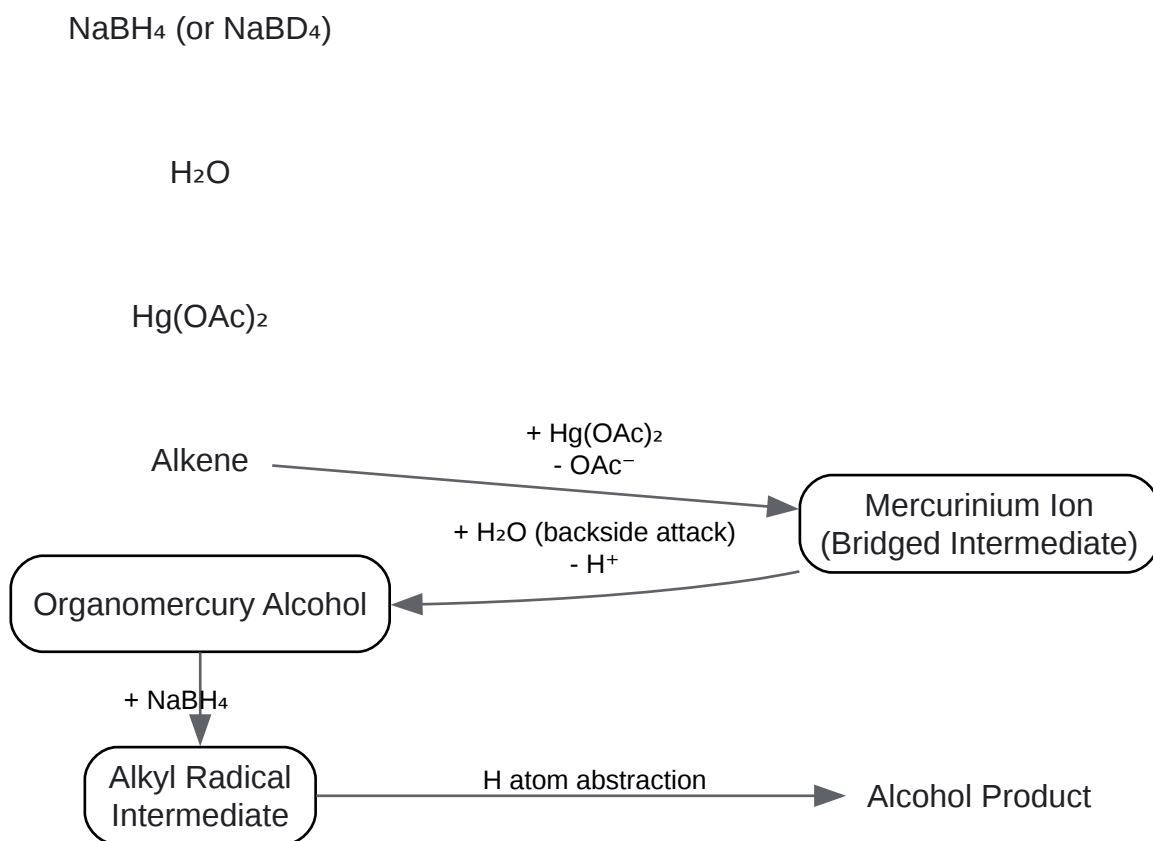 NaBH₄ (or NaBD₄)
H₂O
Hg(OAc)₂
Alkene
+ Hg(OAc)₂
- OAc⁻
Mercurinium Ion
(Bridged Intermediate)
+ H₂O (backside attack)
- H⁺
Organomercury Alcohol
+ NaBH₄
Alkyl Radical
Intermediate
H atom abstraction
Alcohol Product